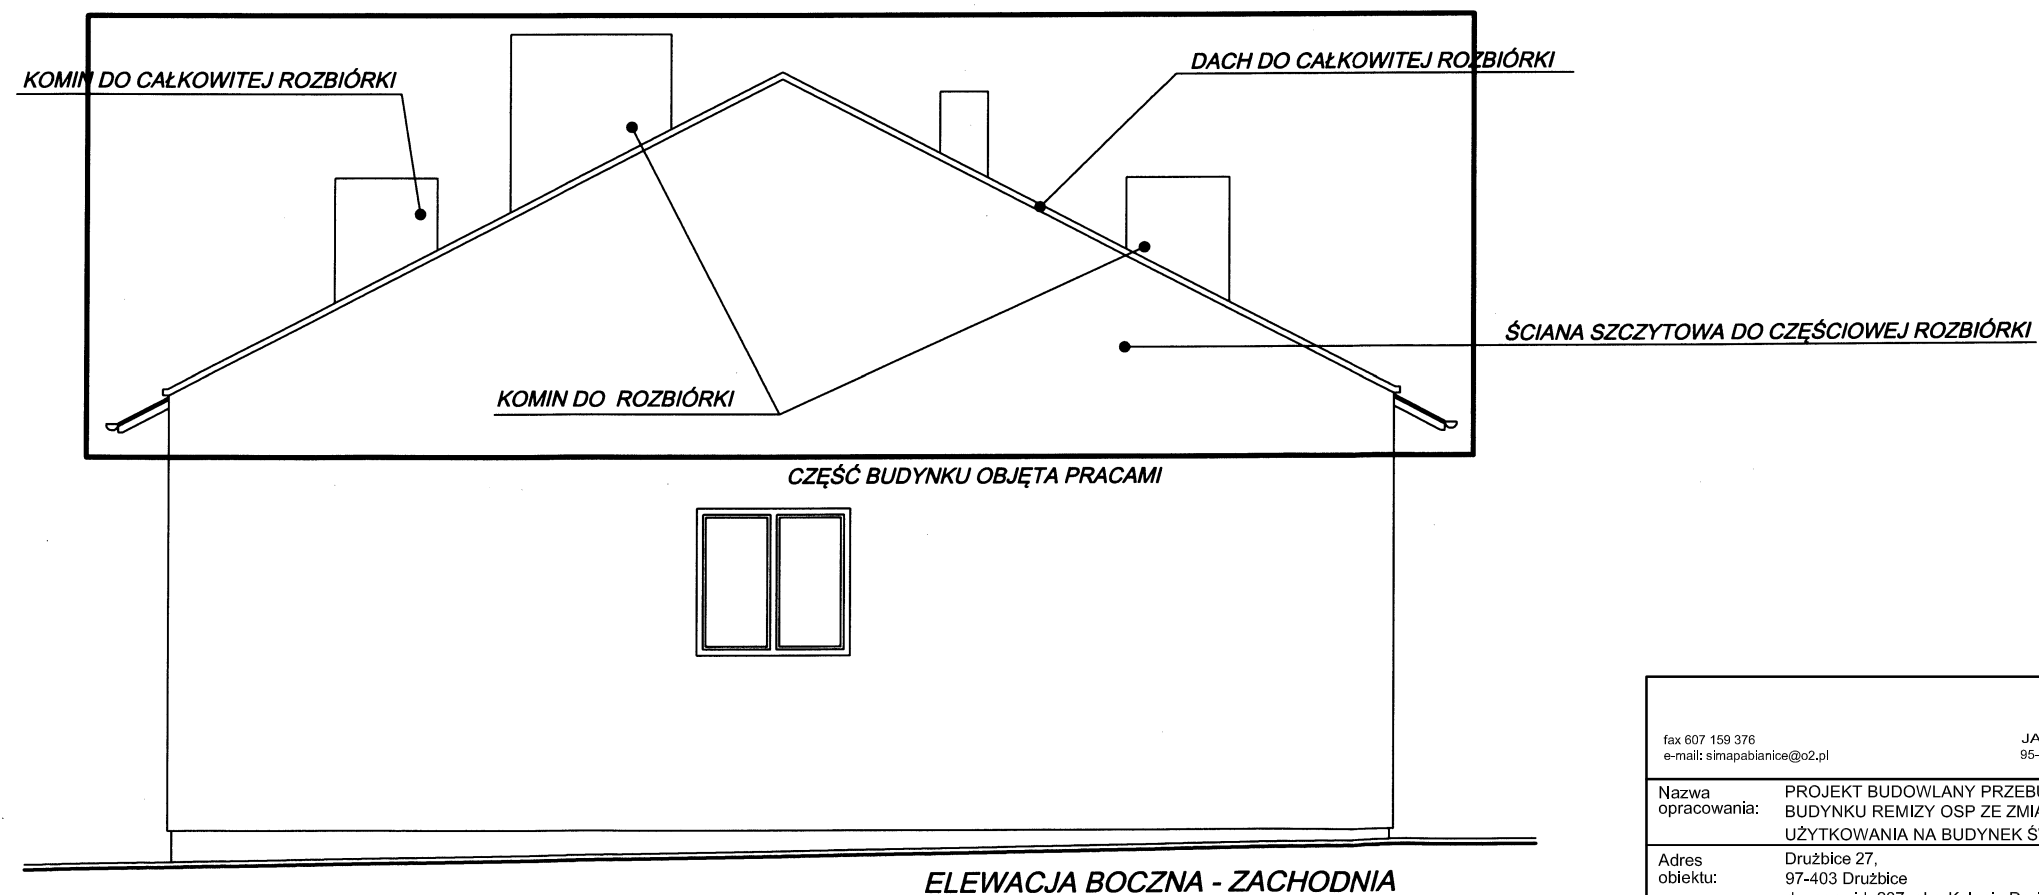 DACH DO CAŁKOWITEJ ROZBIÓRKI
KOMIN DO CAŁKOWITEJ ROZBIÓRKI
ŚCIANA SZCZYTOWA DO CZĘŚCIOWEJ ROZBIÓRKI
KOMIN DO ROZBIÓRKI
CZĘŚĆ BUDYNKU OBJĘTA PRACAMI
ELEWACJA BOCZNA - ZACHODNIA
fax 607 159 376
e-mail: simapabianice@o2.pl
JA
95-
Nazwa opracowania:
PROJEKT BUDOWLANY
BUDYNKU REMIZY OSP ZE
UŻYTKOWANIA NA BUDYNEK
Adres obiektu:
Drużbice 27,
97-403 Drużbice